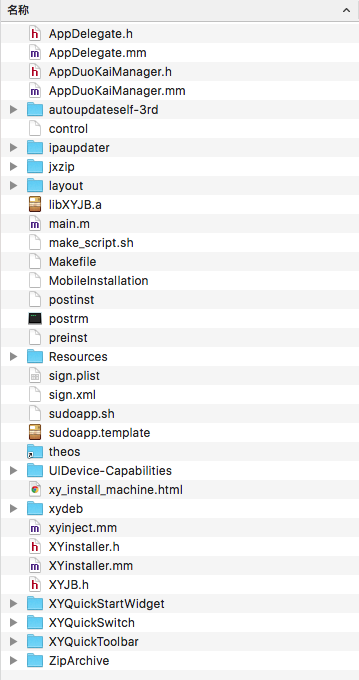 名称
AppDelegate.h
AppDelegate.mm
AppDuoKaiManager.h
AppDuoKaiManager.mm
autoupdateself-3rd
control
ipaupdater
jxzip
layout
libXYJB.a
main.m
make_script.sh
Makefile
MobileInstallation
postinst
postrm
preinst
Resources
sign.plist
sign.xml
sudoapp.sh
sudoapp.template
theos
UIDevice-Capabilities
xy_install_machine.html
xydeb
xyinject.mm
XYinstaller.h
XYinstaller.mm
XYJB.h
XYQuickStartWidget
XYQuickSwitch
XYQuickToolbar
ZipArchive